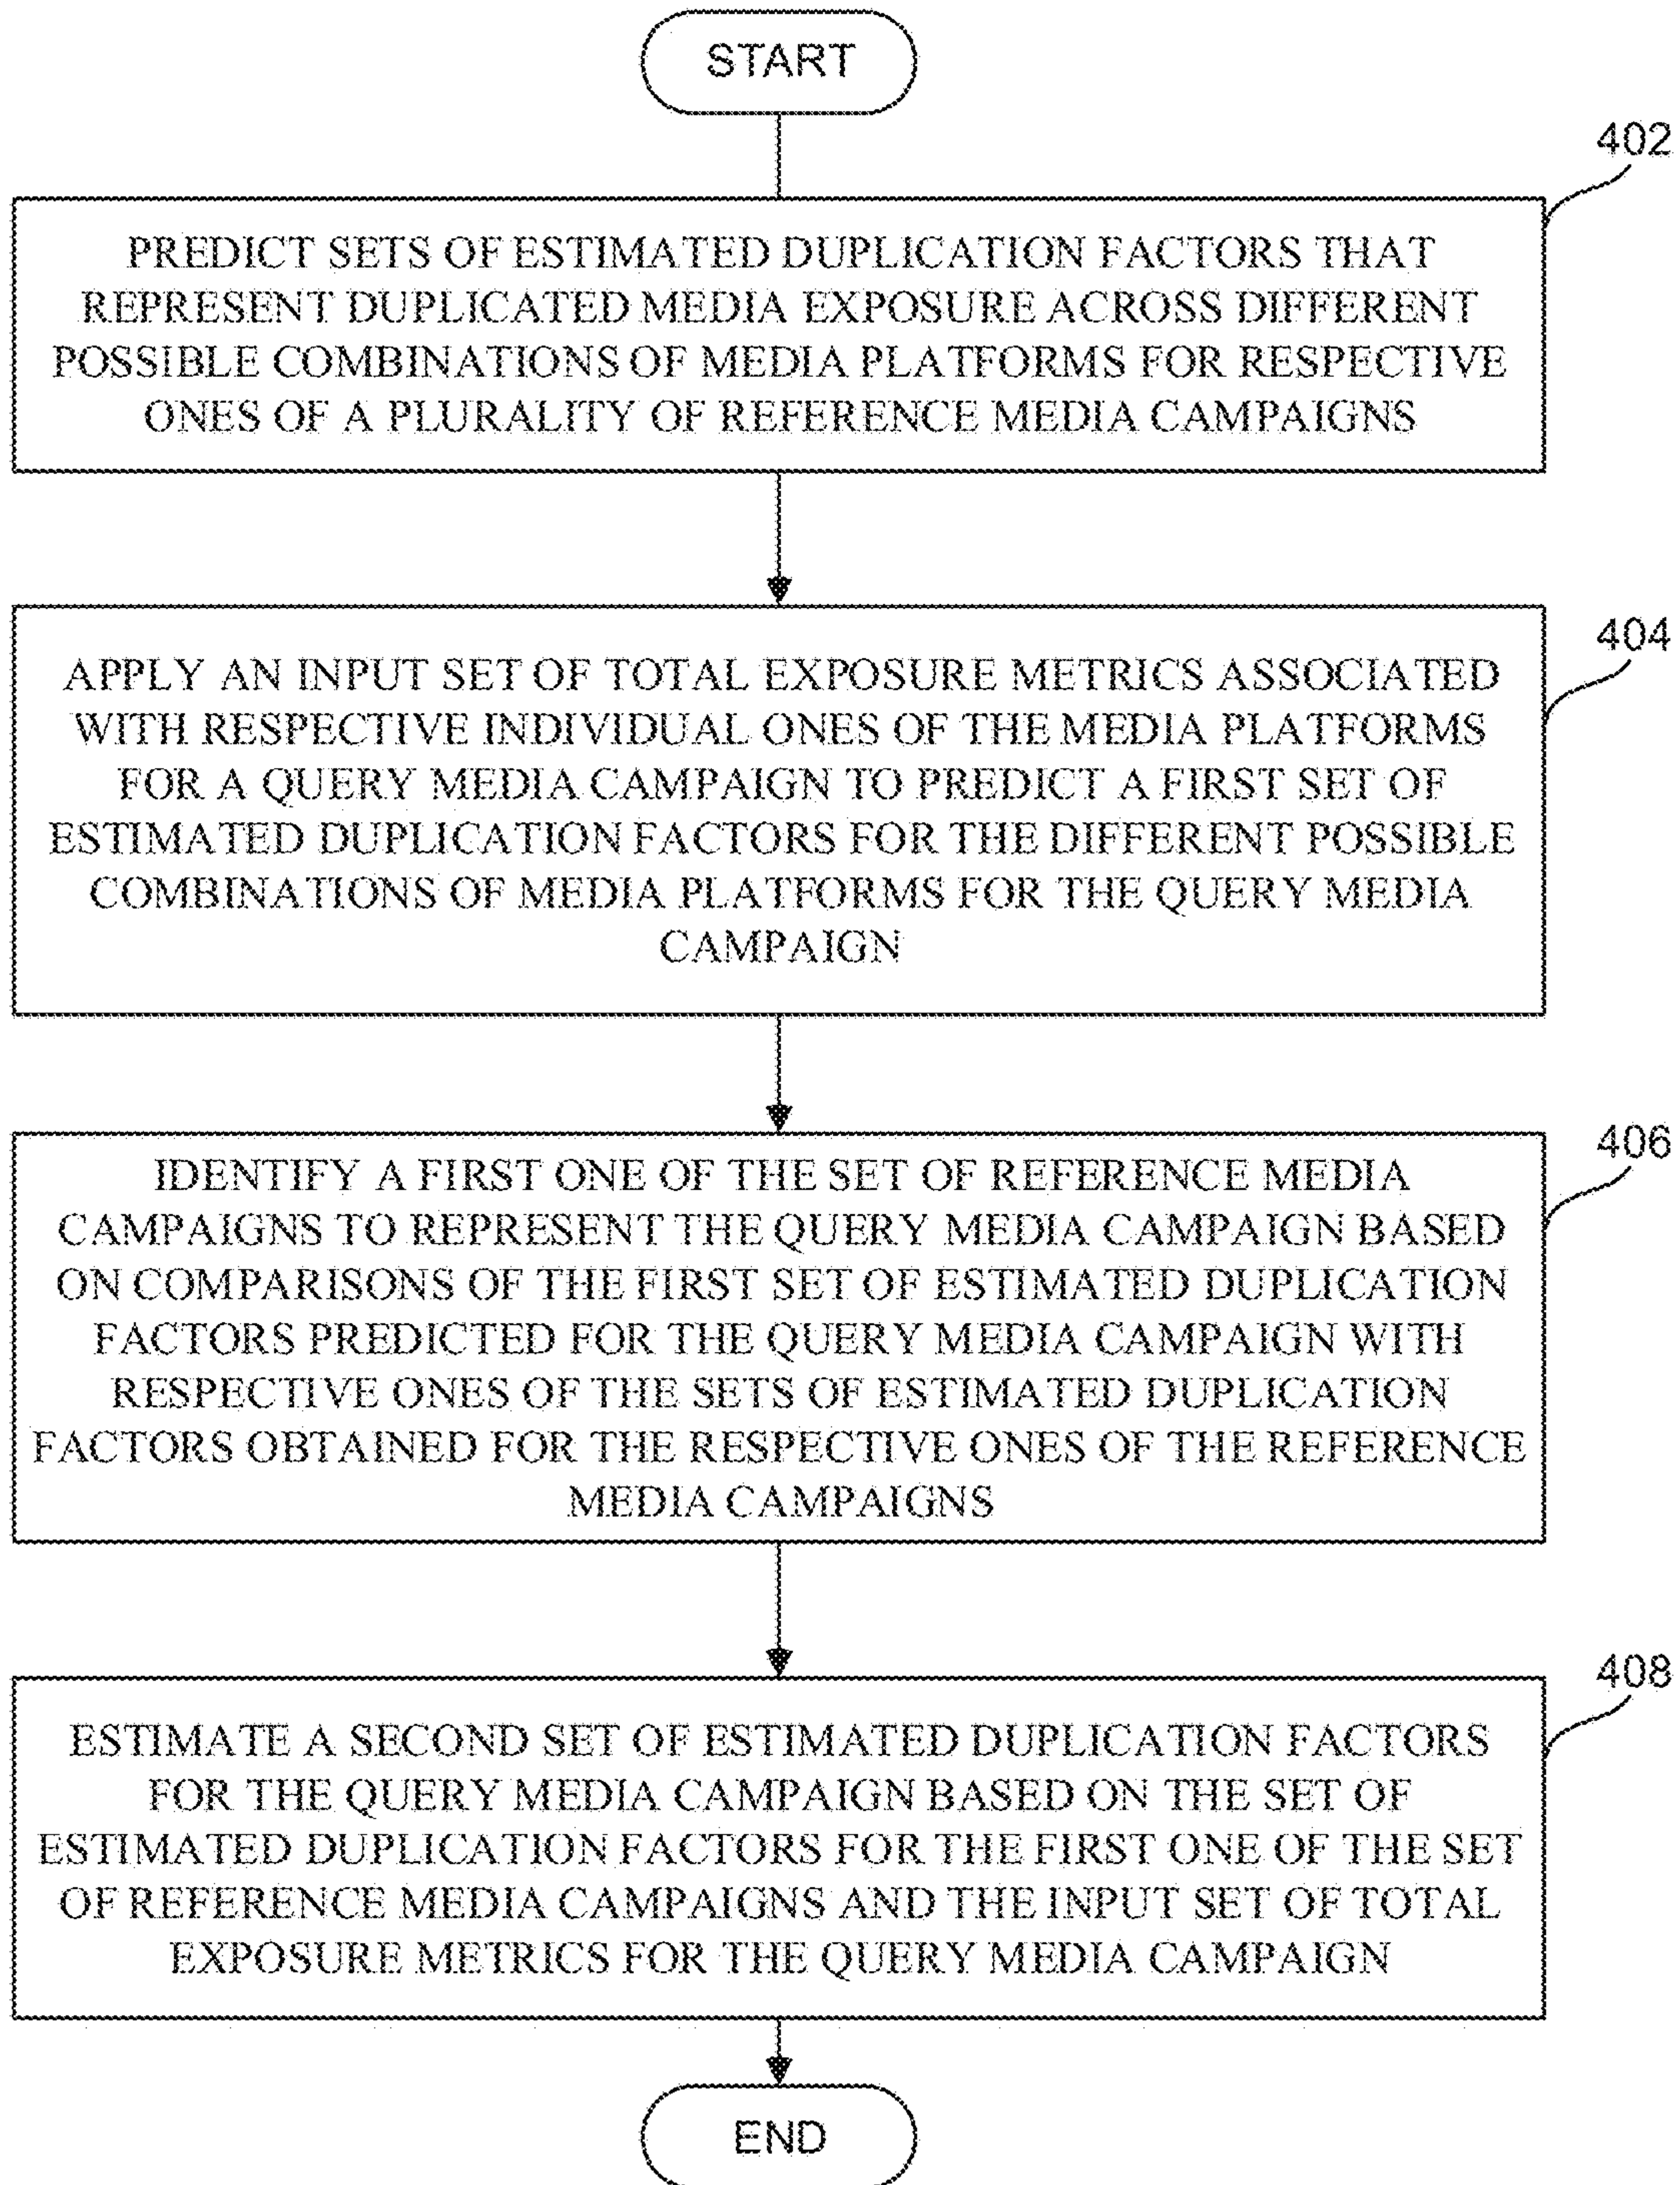 START
402
PREDICT SETS OF ESTIMATED DUPLICATION FACTORS THAT
REPRESENT DUPLICATED MEDIA EXPOSURE ACROSS DIFFERENT
POSSIBLE COMBINATIONS OF MEDIA PLATFORMS FOR RESPECTIVE
ONES OF A PLURALITY OF REFERENCE MEDIA CAMPAIGNS
404
APPLY AN INPUT SET OF TOTAL EXPOSURE METRICS ASSOCIATED
WITH RESPECTIVE INDIVIDUAL ONES OF THE MEDIA PLATFORMS
FOR A QUERY MEDIA CAMPAIGN TO PREDICT A FIRST SET OF
ESTIMATED DUPLICATION FACTORS FOR THE DIFFERENT POSSIBLE
COMBINATIONS OF MEDIA PLATFORMS FOR THE QUERY MEDIA
CAMPAIGN
406
IDENTIFY A FIRST ONE OF THE SET OF REFERENCE MEDIA
CAMPAIGNS TO REPRESENT THE QUERY MEDIA CAMPAIGN BASED
ON COMPARISONS OF THE FIRST SET OF ESTIMATED DUPLICATION
FACTORS PREDICTED FOR THE QUERY MEDIA CAMPAIGN WITH
RESPECTIVE ONES OF THE SETS OF ESTIMATED DUPLICATION
FACTORS OBTAINED FOR THE RESPECTIVE ONES OF THE REFERENCE
MEDIA CAMPAIGNS
408
ESTIMATE A SECOND SET OF ESTIMATED DUPLICATION FACTORS
FOR THE QUERY MEDIA CAMPAIGN BASED ON THE SET OF
ESTIMATED DUPLICATION FACTORS FOR THE FIRST ONE OF THE SET
OF REFERENCE MEDIA CAMPAIGNS AND THE INPUT SET OF TOTAL
EXPOSURE METRICS FOR THE QUERY MEDIA CAMPAIGN
END